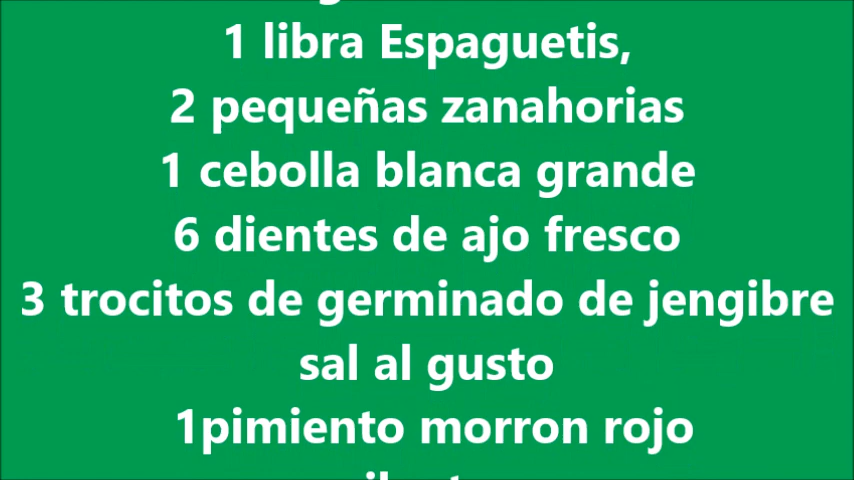 1 libra Espaguetis,
2 pequeñas zanahorias
1 cebolla blanca grande
6 dientes de ajo fresco
3 trocitos de germinado de jengibre
sal al gusto
1pimiento morron rojo